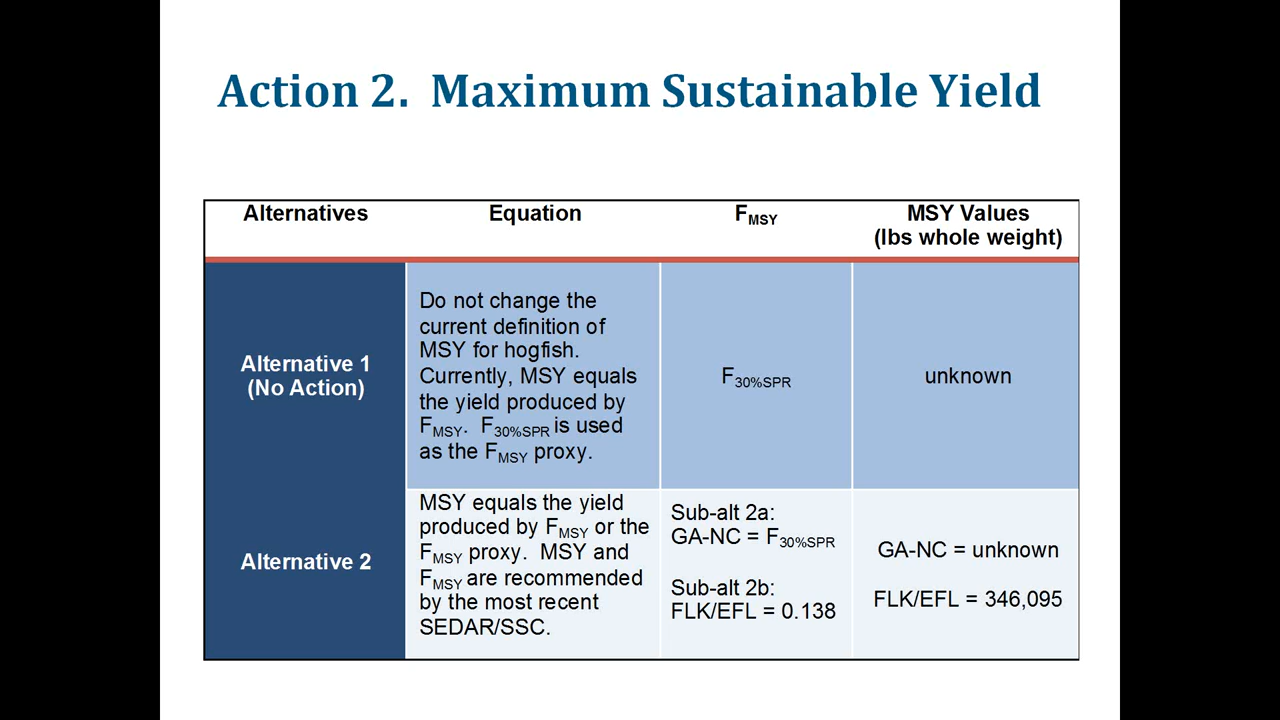 Action 2.  Maximum Sustainable Yield
Alternatives
Equation
FMSY
MSY Values
(lbs whole weight)
Alternative 1
(No Action)
Do not change the
current definition of
MSY for hogfish.
Currently, MSY equals
the yield produced by
FMSY.  F30%SPR is used
as the FMSY proxy.
F30%SPR
unknown
Alternative 2
MSY equals the yield
produced by FMSY or the
FMSY proxy.  MSY and
FMSY are recommended
by the most recent
SEDAR/SSC.
Sub-alt 2a:
GA-NC = F30%SPR
Sub-alt 2b:
FLK/EFL = 0.138
GA-NC = unknown
FLK/EFL = 346,095